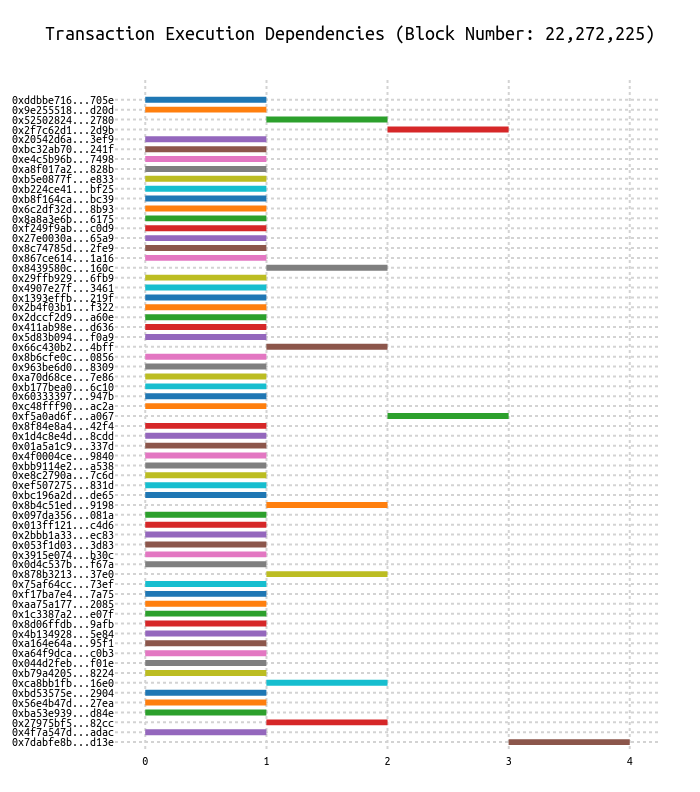 Transaction Execution Dependencies (Block Number: 22,272,225)
0xddbbe716...705e
0x9e255518...d20d
0x52502824...2780
0x2f7c62d1...2d9b
0x20542d6a...3ef9
0xbc32ab70...241f
0xe4c5b96b...7498
0xa8f017a2...828b
0xb5e0877f...e833
0xb224ce41...bf25
0xb8f164ca...bc39
0x6c2df32d...8b93
0x8a8a3e6b...6175
0xf249f9ab...c0d9
0x27e0030a...65a9
0x8c74785d...2fe9
0x867ce614...1a16
0x8439580c...160c
0x29ffb929...6fb9
0x4907e27f...3461
0x1393effb...219f
0x2b4f03b1...f322
0x2dccf2d9...a60e
0x411ab98e...d636
0x5d83b094...f0a9
0x66c430b2...4bff
0x8b6cfe0c...0856
0x963be6d0...8309
0xa70d68ce...7e86
0xb177bea0...6c10
0x60333397...947b
0xc48fff90...ac2a
0xf5a0ad6f...a067
0x8f84e8a4...42f4
0x1d4c8e4d...8cdd
0x01a5a1c9...337d
0x4f0004ce...9840
0xbb9114e2...a538
0xe8c2790a...7c6d
0xef507275...831d
0xbc196a2d...de65
0x8b4c51ed...9198
0x097da356...081a
0x013ff121...c4d6
0x2bbb1a33...ec83
0x053f1d03...3d83
0x3915e074...b30c
0x0d4c537b...f67a
0x878b3213...37e0
0x75af64cc...73ef
0xf17ba7e4...7a75
0xaa75a177...2085
0x1c3387a2...e07f
0x8d06ffdb...9afb
0x4b134928...5e84
0xa164e64a...95f1
0xa64f9dca...c0b3
0x044d2feb...f01e
0xb79a4205...8224
0xca8bb1fb...16e0
0xbd53575e...2904
0x56e4b47d...27ea
0xba53e939...d84e
0x27975bf5...82cc
0x4f7a547d...adac
0x7dabfe8b...d13e
0 1 2 3 4